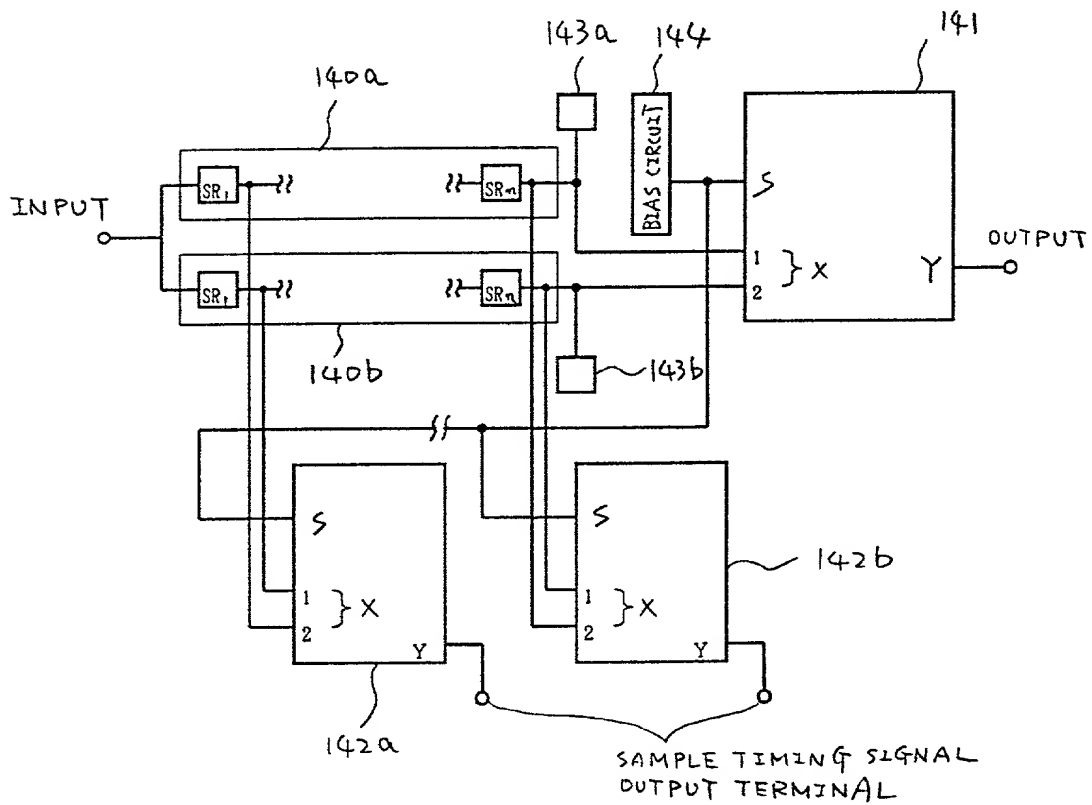 143a
144
141
140a
BIAS CIRCUIT
SR1
SRn
S
INPUT
OUTPUT
1
2
} X
Y
SR1
SRn
140b
143b
S
S
142b
1
2
} X
1
2
} X
Y
Y
142a
SAMPLE TIMING SIGNAL
OUTPUT TERMINAL